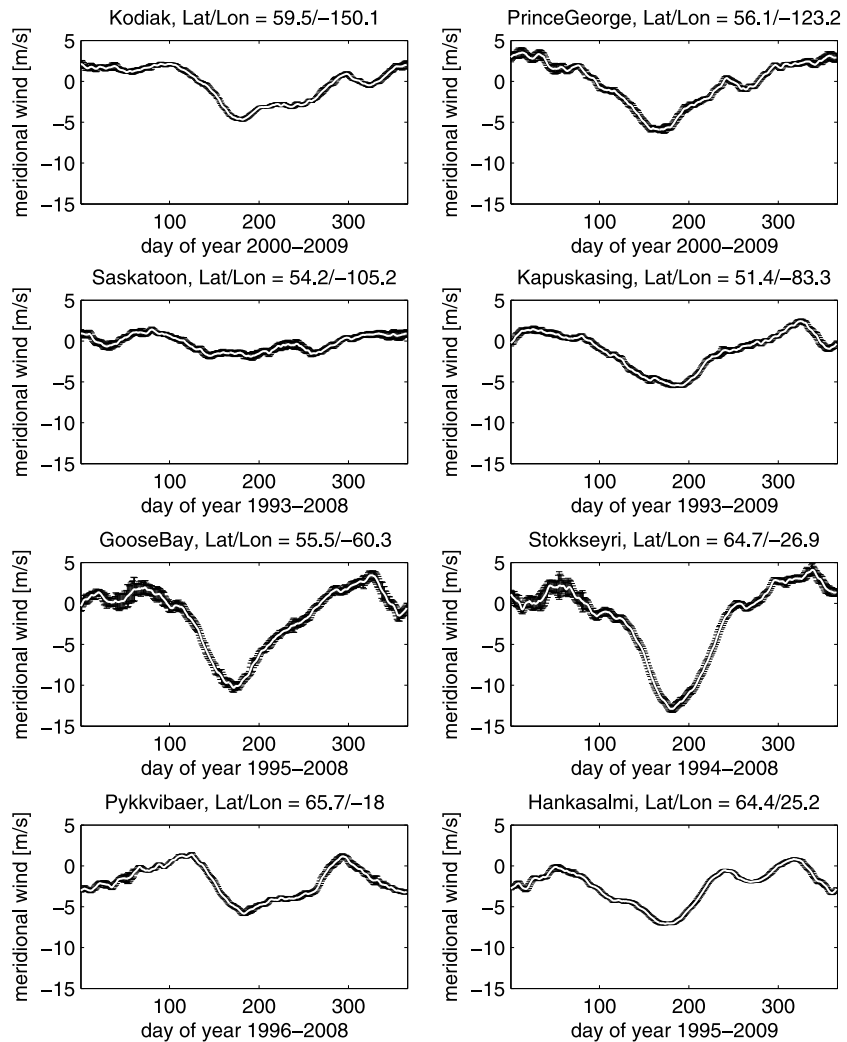 Kodiak, Lat/Lon = 59.5/−150.1
meridional wind [m/s]
5
0
−5
−10
−15
100 200 300
day of year 2000−2009
PrinceGeorge, Lat/Lon = 56.1/−123.2
meridional wind [m/s]
5
0
−5
−10
−15
100 200 300
day of year 2000−2009
Saskatoon, Lat/Lon = 54.2/−105.2
meridional wind [m/s]
5
0
−5
−10
−15
100 200 300
day of year 1993−2008
Kapuskasing, Lat/Lon = 51.4/−83.3
meridional wind [m/s]
5
0
−5
−10
−15
100 200 300
day of year 1993−2009
GooseBay, Lat/Lon = 55.5/−60.3
meridional wind [m/s]
5
0
−5
−10
−15
100 200 300
day of year 1995−2008
Stokkseyri, Lat/Lon = 64.7/−26.9
meridional wind [m/s]
5
0
−5
−10
−15
100 200 300
day of year 1994−2008
Pykkvibaer, Lat/Lon = 65.7/−18
meridional wind [m/s]
5
0
−5
−10
−15
100 200 300
day of year 1996−2008
Hankasalmi, Lat/Lon = 64.4/25.2
meridional wind [m/s]
5
0
−5
−10
−15
100 200 300
day of year 1995−2009